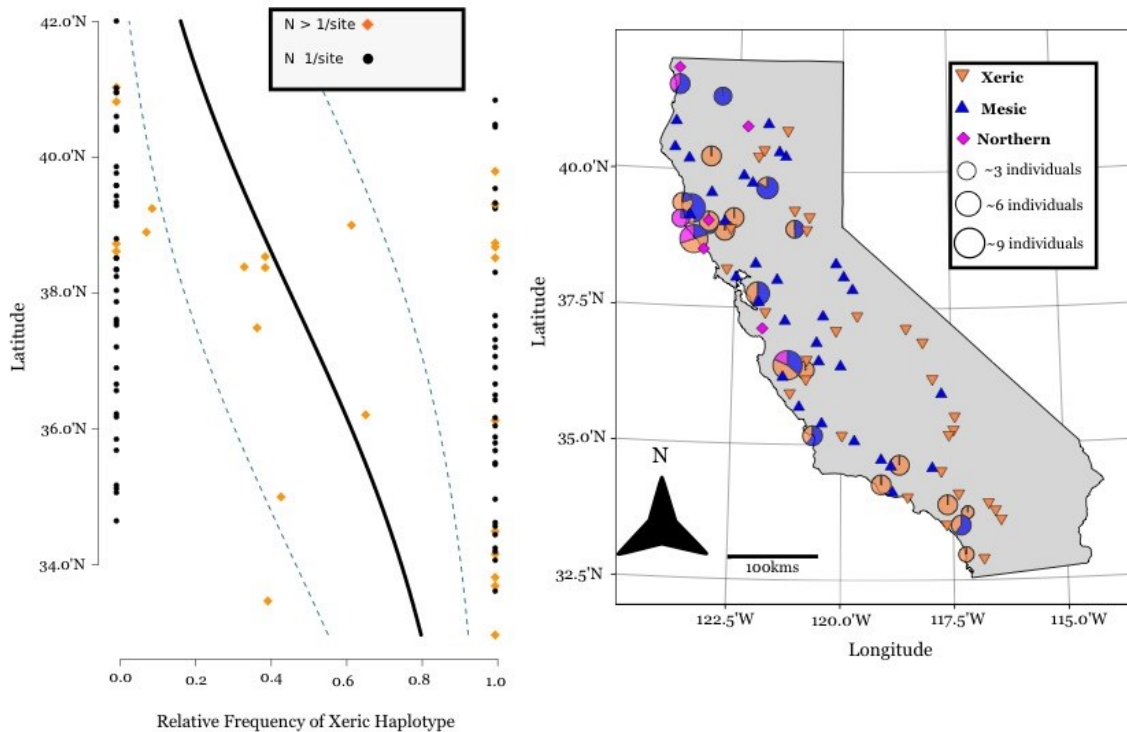 42.0'N
40.0'N
38.0'N
36.0'N
34.0'N
Latitude
N > 1/site
N 1/site
0.0
0.2
0.4
0.6
0.8
1.0
Relative Frequency of Xeric Haplotype
40.0'N
37.5'N
35.0'N
32.5'N
Latitude
Xeric
Mesic
Northern
~3 individuals
~6 individuals
~9 individuals
N
100kms
122.5'W
120.0'W
117.5'W
115.0'W
Longitude